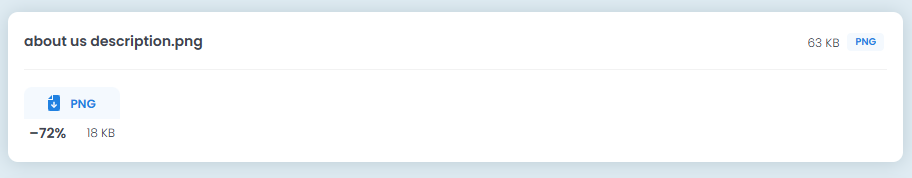 about us description.png 63 KB PNG
PNG
–72% 18 KB